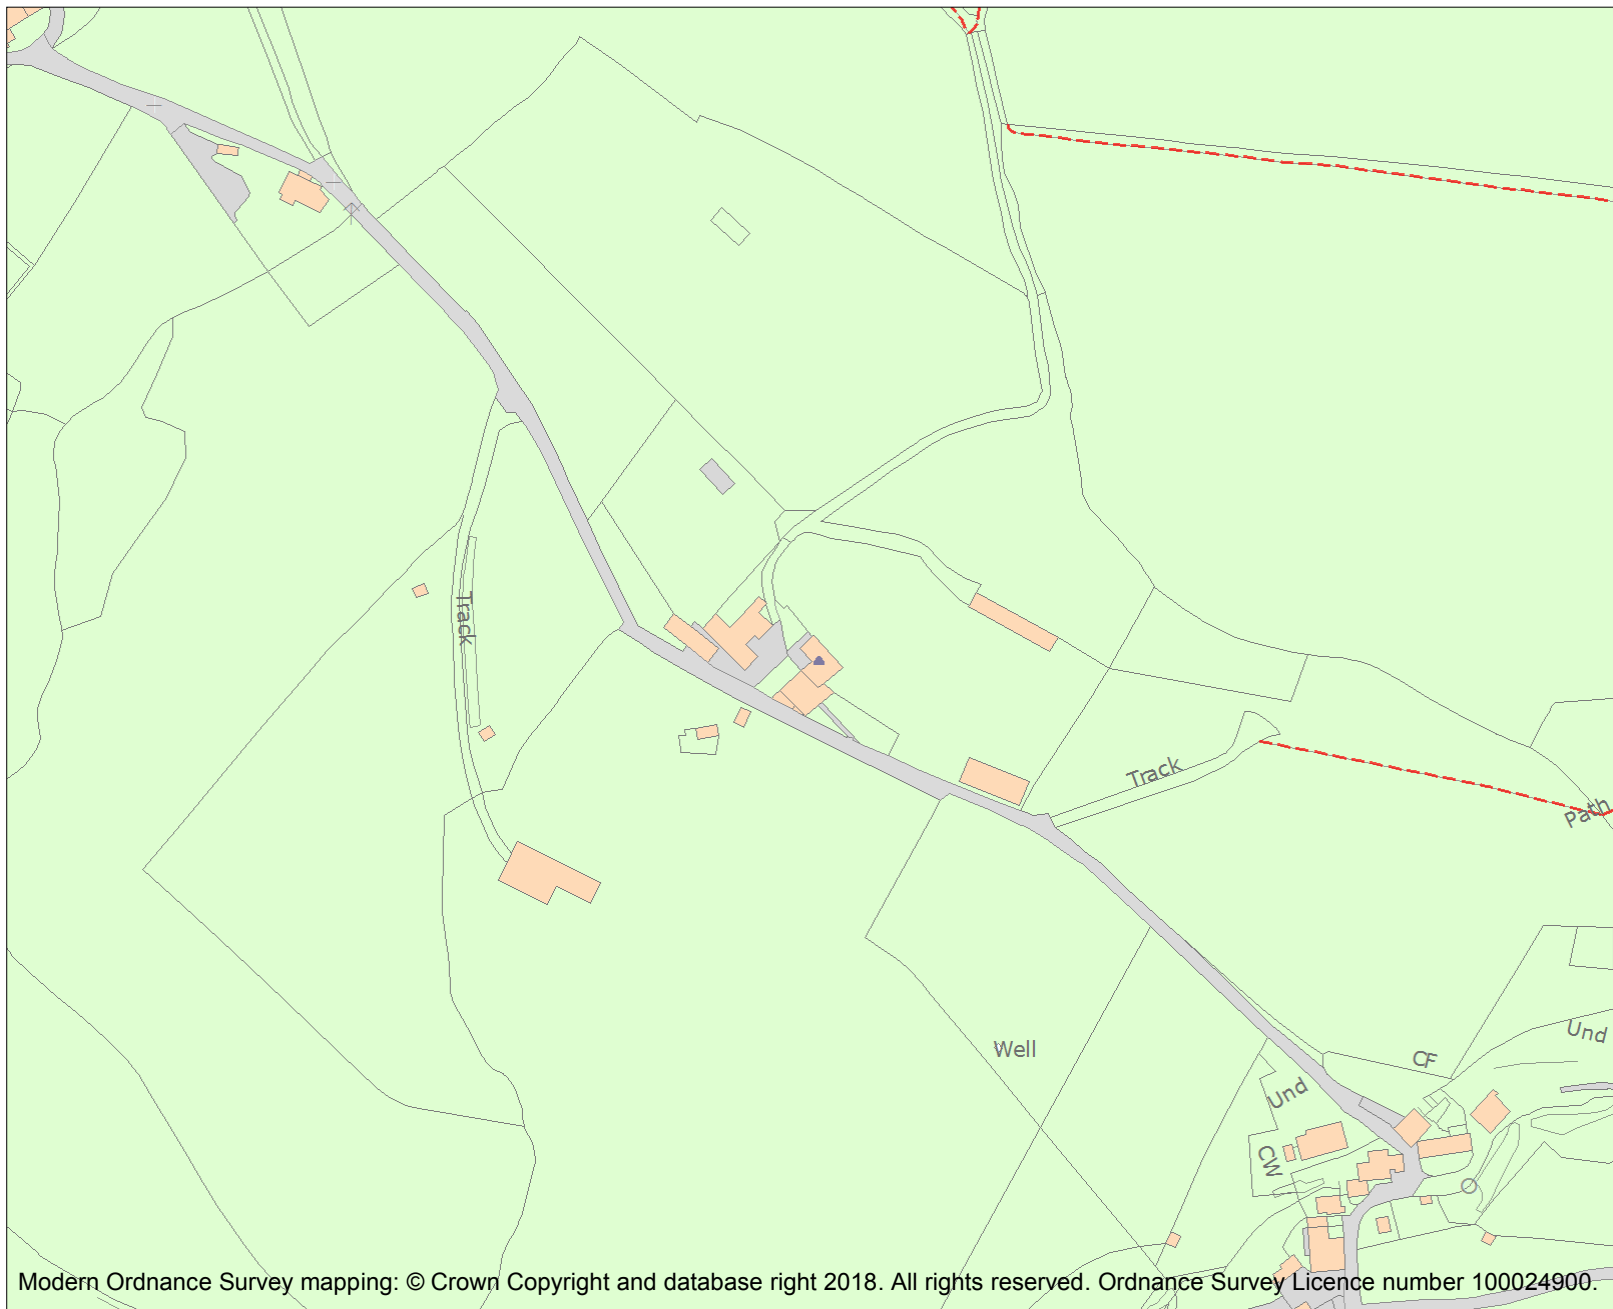 Track
Track
Path
Well
Und
CF
Und
CW
Modern Ordnance Survey mapping: © Crown Copyright and database right 2018. All rights reserved. Ordnance Survey Licence number 100024900.